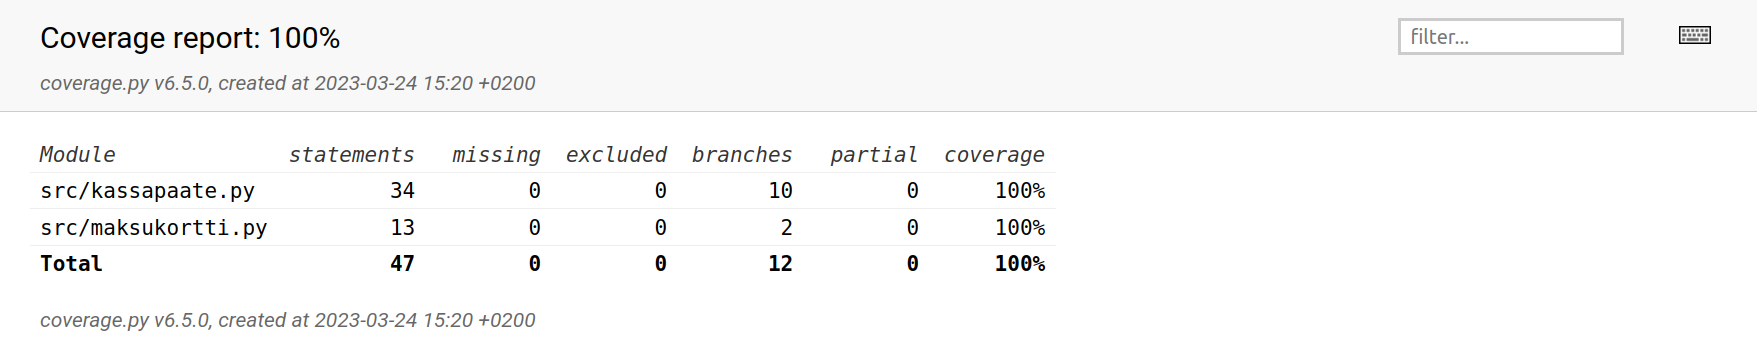 Coverage report: 100%
filter...
coverage.py v6.5.0, created at 2023-03-24 15:20 +0200
Module statements missing excluded branches partial coverage
src/kassapaate.py 34 0 0 10 0 100%
src/maksukortti.py 13 0 0 2 0 100%
Total 47 0 0 12 0 100%
coverage.py v6.5.0, created at 2023-03-24 15:20 +0200